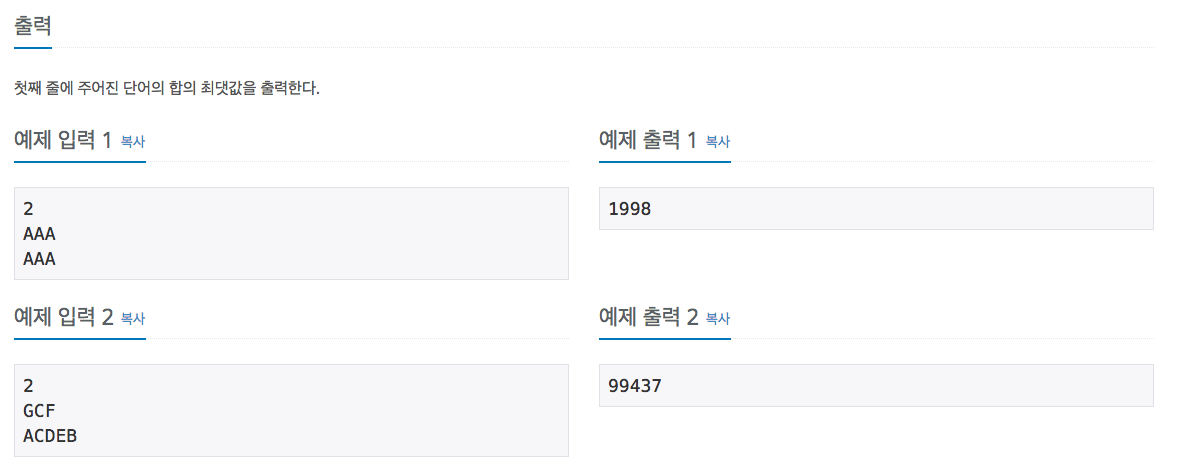 출력
첫째 줄에 주어진 단어의 합의 최댓값을 출력한다.
예제 입력 1 복사
2
AAA
AAA
예제 출력 1 복사
1998
예제 입력 2 복사
2
GCF
ACDEB
예제 출력 2 복사
99437